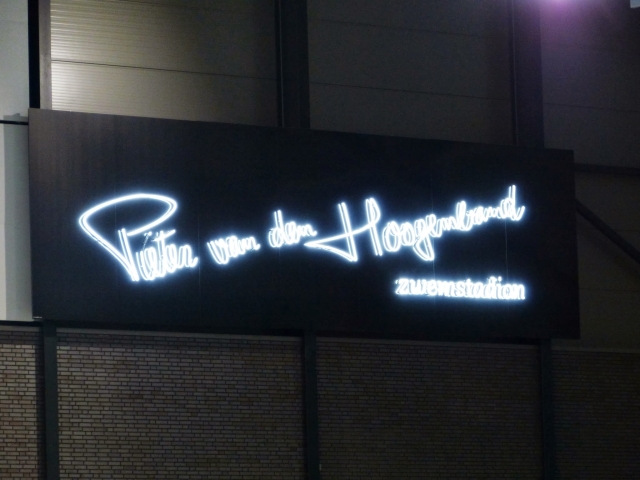 Pieter van den Hoogenband
zwemstadion